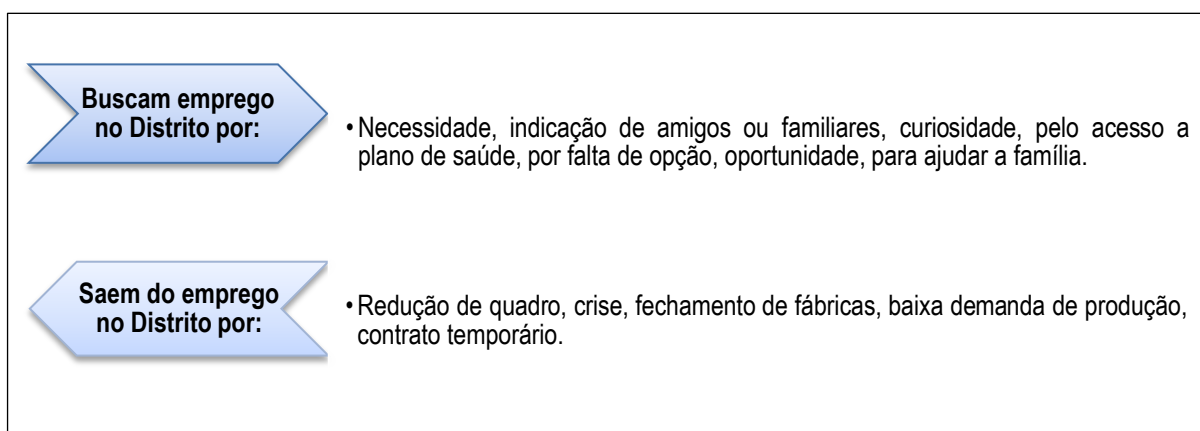 Buscam emprego
no Distrito por:
• Necessidade, indicação de amigos ou familiares, curiosidade, pelo acesso a
plano de saúde, por falta de opção, oportunidade, para ajudar a família.
Saem do emprego
no Distrito por:
• Redução de quadro, crise, fechamento de fábricas, baixa demanda de produção,
contrato temporário.